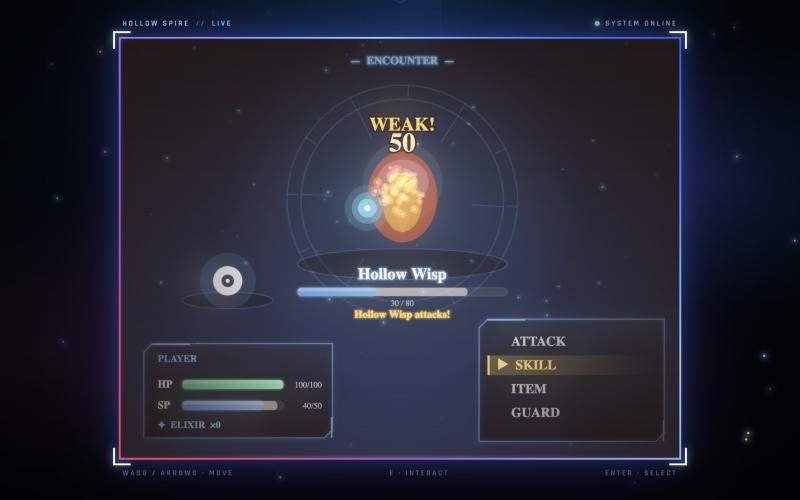 HOLLOW SPIRE // LIVE
SYSTEM ONLINE
— ENCOUNTER —
WEAK!
50
Hollow Wisp
30 / 80
Hollow Wisp attacks!
PLAYER
HP 100/100
SP 40/50
✦ ELIXIR ×0
ATTACK
▶ SKILL
ITEM
GUARD
WASD / ARROWS · MOVE
E · INTERACT
ENTER · SELECT